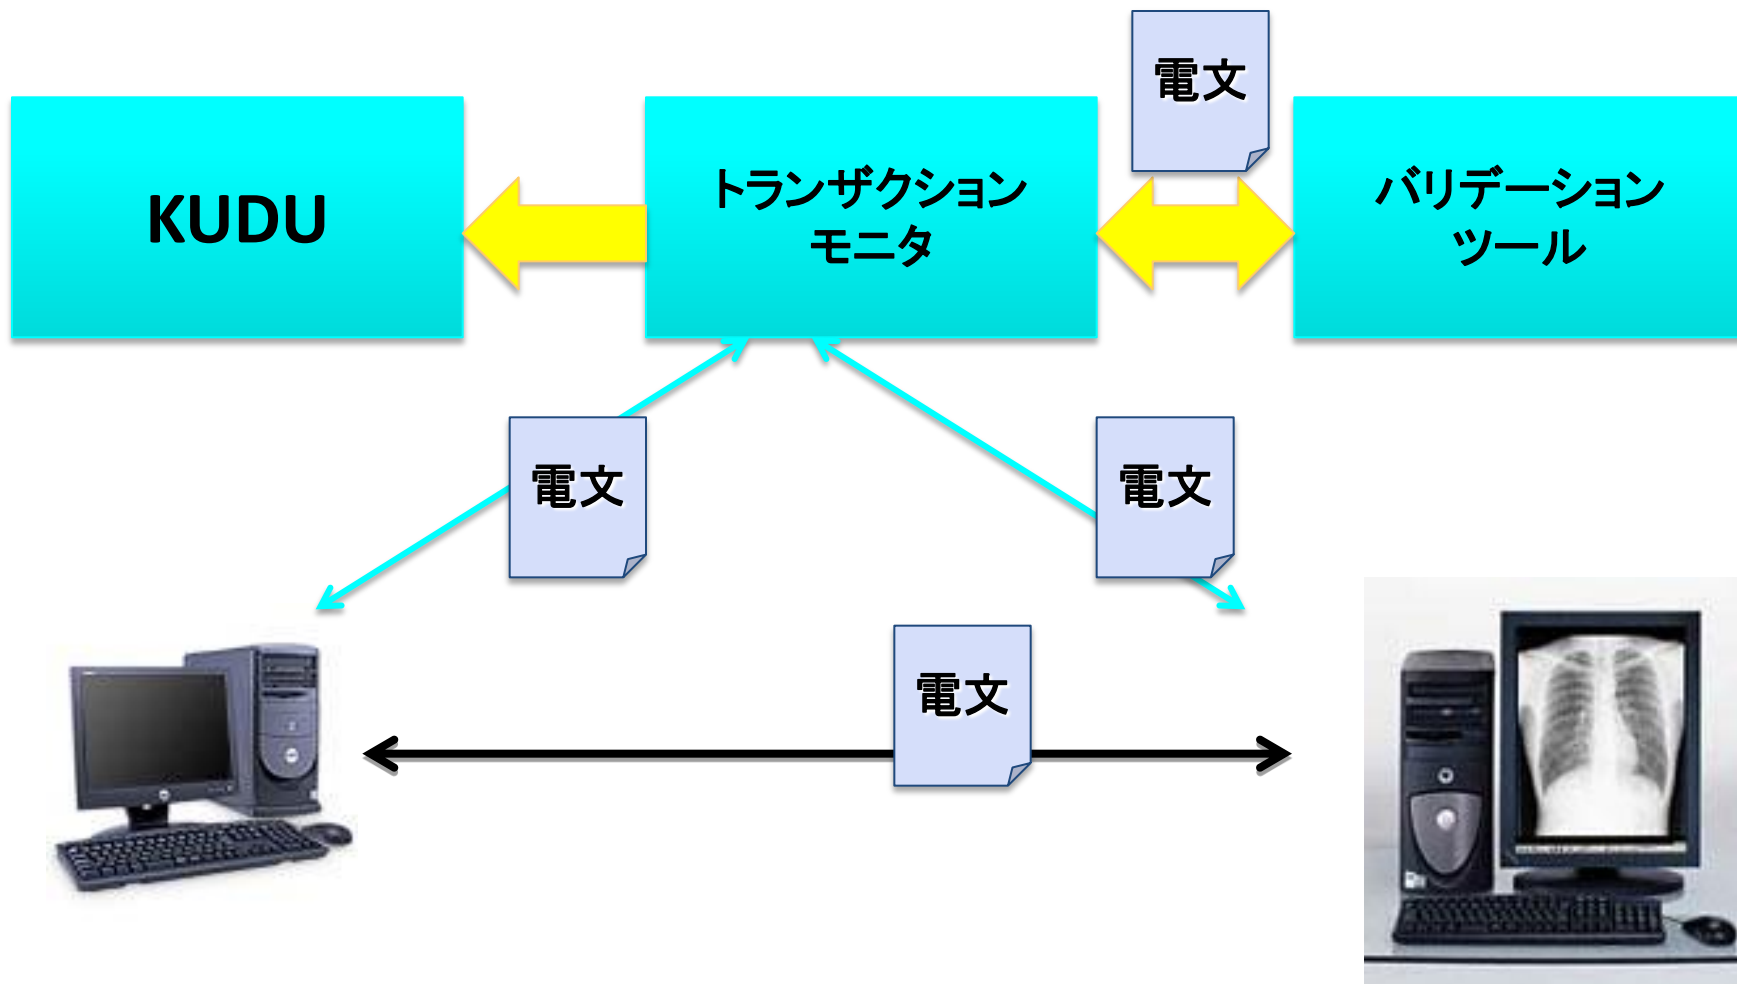 電文
KUDU
トランザクション
モニタ
バリデーション
ツール
電文
電文
電文